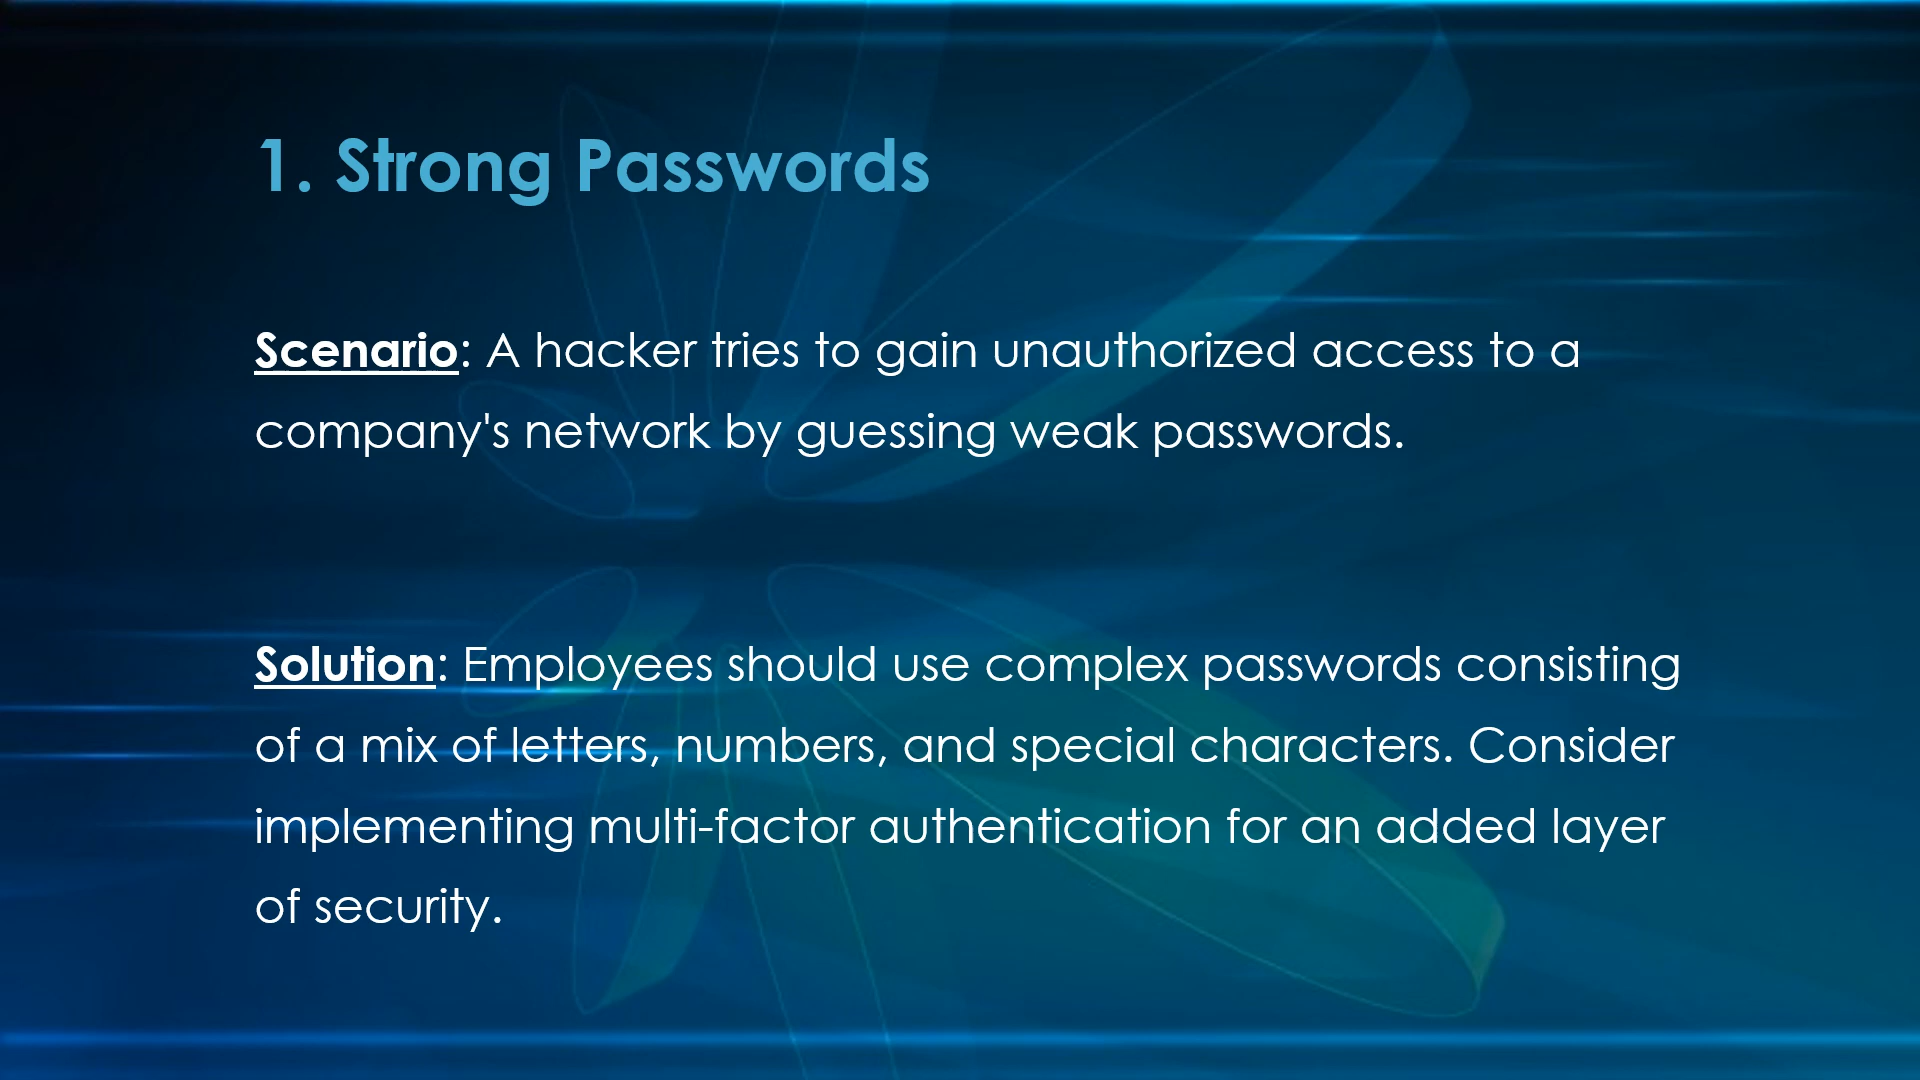 1. Strong Passwords
Scenario: A hacker tries to gain unauthorized access to a
company's network by guessing weak passwords.
Solution: Employees should use complex passwords consisting
of a mix of letters, numbers, and special characters. Consider
implementing multi-factor authentication for an added layer
of security.